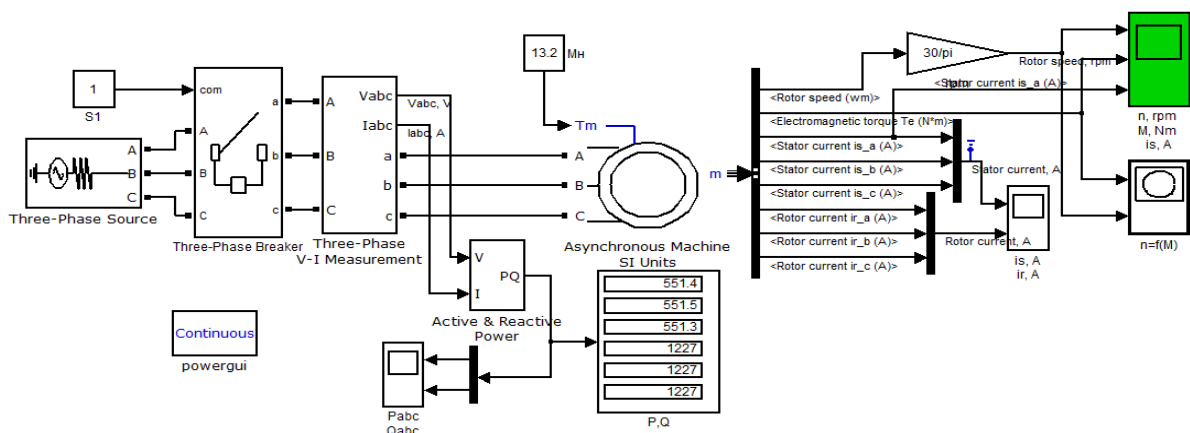 1
S1
A
B
C
Three-Phase Source
com
A
B
C
a
b
c
Three-Phase Breaker
A
B
C
Vabc
Iabc
a
b
c
Three-Phase
V-I Measurement
Vabc, V
Iabc, A
13.2
Мн
Tm
A
B
C
m
Asynchronous Machine
SI Units
V
I
PQ
Active & Reactive
Power
Continuous
powergui
Pabc
Qabc
551.4
551.5
551.3
1227
1227
1227
P,Q
30/pi
<Rotor speed (wm)>
<Electromagnetic torque Te (N*m)>
<Stator current is_a (A)>
<Stator current is_b (A)>
<Stator current is_c (A)>
<Rotor current ir_a (A)>
<Rotor current ir_b (A)>
<Rotor current ir_c (A)>
Rotor speed, rpm
<Stator current is_a (A)>
rpm
Stator current, A
Rotor current, A
n, rpm
M, Nm
is, A
n=f(M)
is, A
ir, A